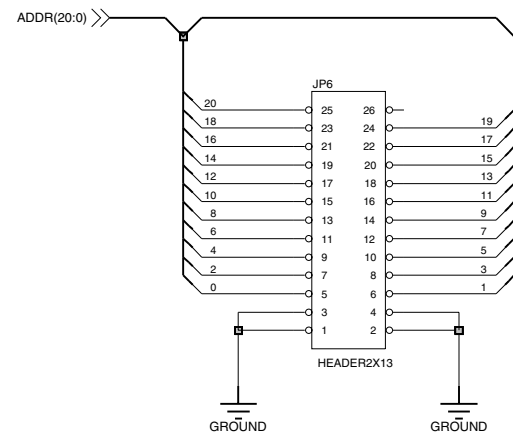 ADDR(20:0)
JP6
20 25 26
18 23 24 19
16 21 22 17
14 19 20 15
12 17 18 13
10 15 16 11
8 13 14 9
6 11 12 7
4 9 10 5
2 7 8 3
0 5 6 1
3 4
1 2
HEADER2X13
GROUND GROUND